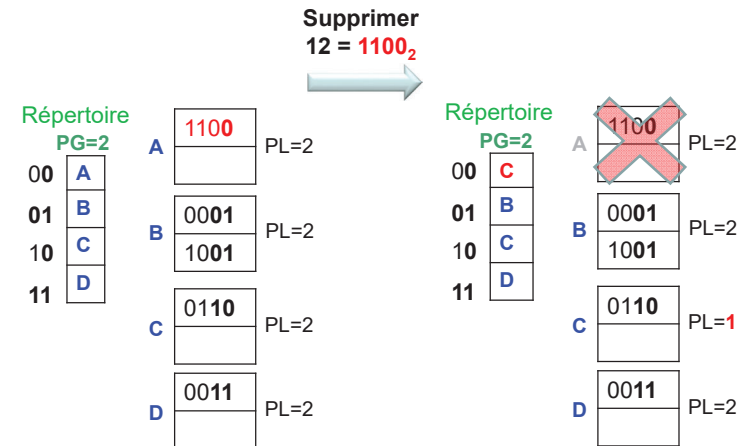 Supprimer
12 = 1100₂
Répertoire
PG=2
00 A
01 B
10 C
11 D
A 1100 PL=2
B 0001 1001 PL=2
C 0110 PL=2
D 0011 PL=2
Répertoire
PG=2
00 C
01 B
10 C
11 D
A 1100 PL=2
B 0001 1001 PL=2
C 0110 PL=1
D 0011 PL=2